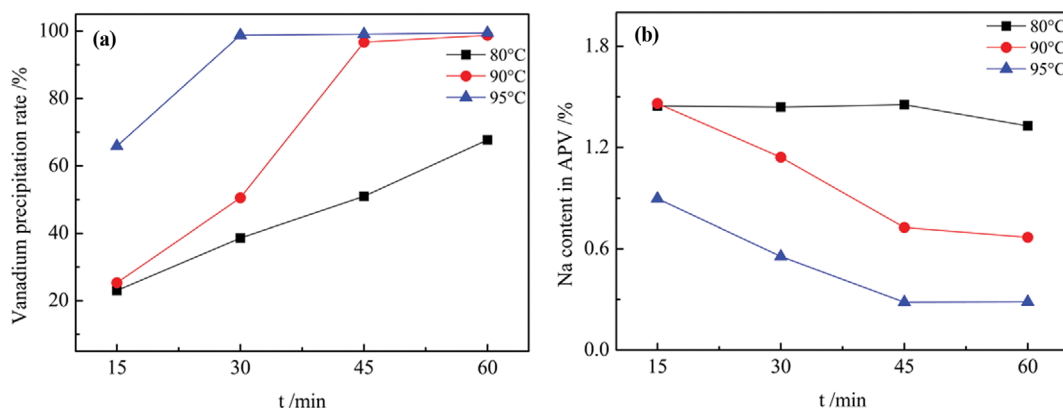 (a)
100
80
60
40
20
Vanadium precipitation rate /%
80°C
90°C
95°C
15 30 45 60
t /min
(b)
1.8
1.2
0.6
0.0
Na content in APV /%
80°C
90°C
95°C
15 30 45 60
t /min